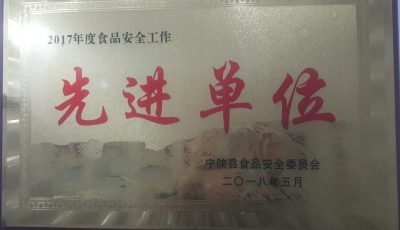 2017年度食品安全工作
先进单位
宁陕县食品安全委员会
二〇一八年五月